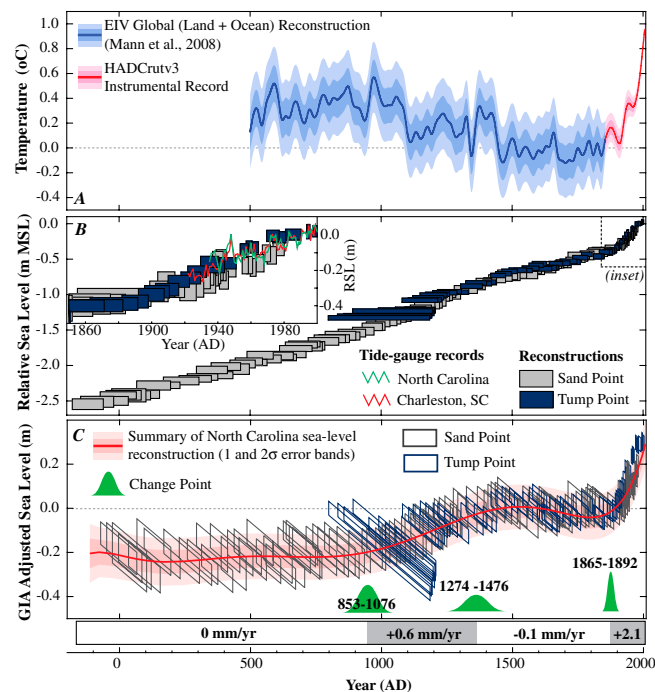 1.0
0.8
0.6
0.4
0.2
0.0
-0.2
-0.4
Temperature (oC)
EIV Global (Land + Ocean) Reconstruction
(Mann et al., 2008)
HADCrutv3
Instrumental Record
A
0.0
-0.5
-1.0
-1.5
-2.0
-2.5
Relative Sea Level (m MSL)
B
0.0
-0.2
-0.4
RSL (m)
1860 1900 1940 1980
Year (AD)
(inset)
Tide-gauge records
North Carolina
Charleston, SC
Reconstructions
Sand Point
Tump Point
0.2
0.0
-0.2
-0.4
GIA Adjusted Sea Level (m)
C
Summary of North Carolina sea-level
reconstruction (1 and 2σ error bands)
Change Point
Sand Point
Tump Point
853-1076
1274 -1476
1865-1892
0 mm/yr
+0.6 mm/yr
-0.1 mm/yr
+2.1
0 500 1000 1500 2000
Year (AD)